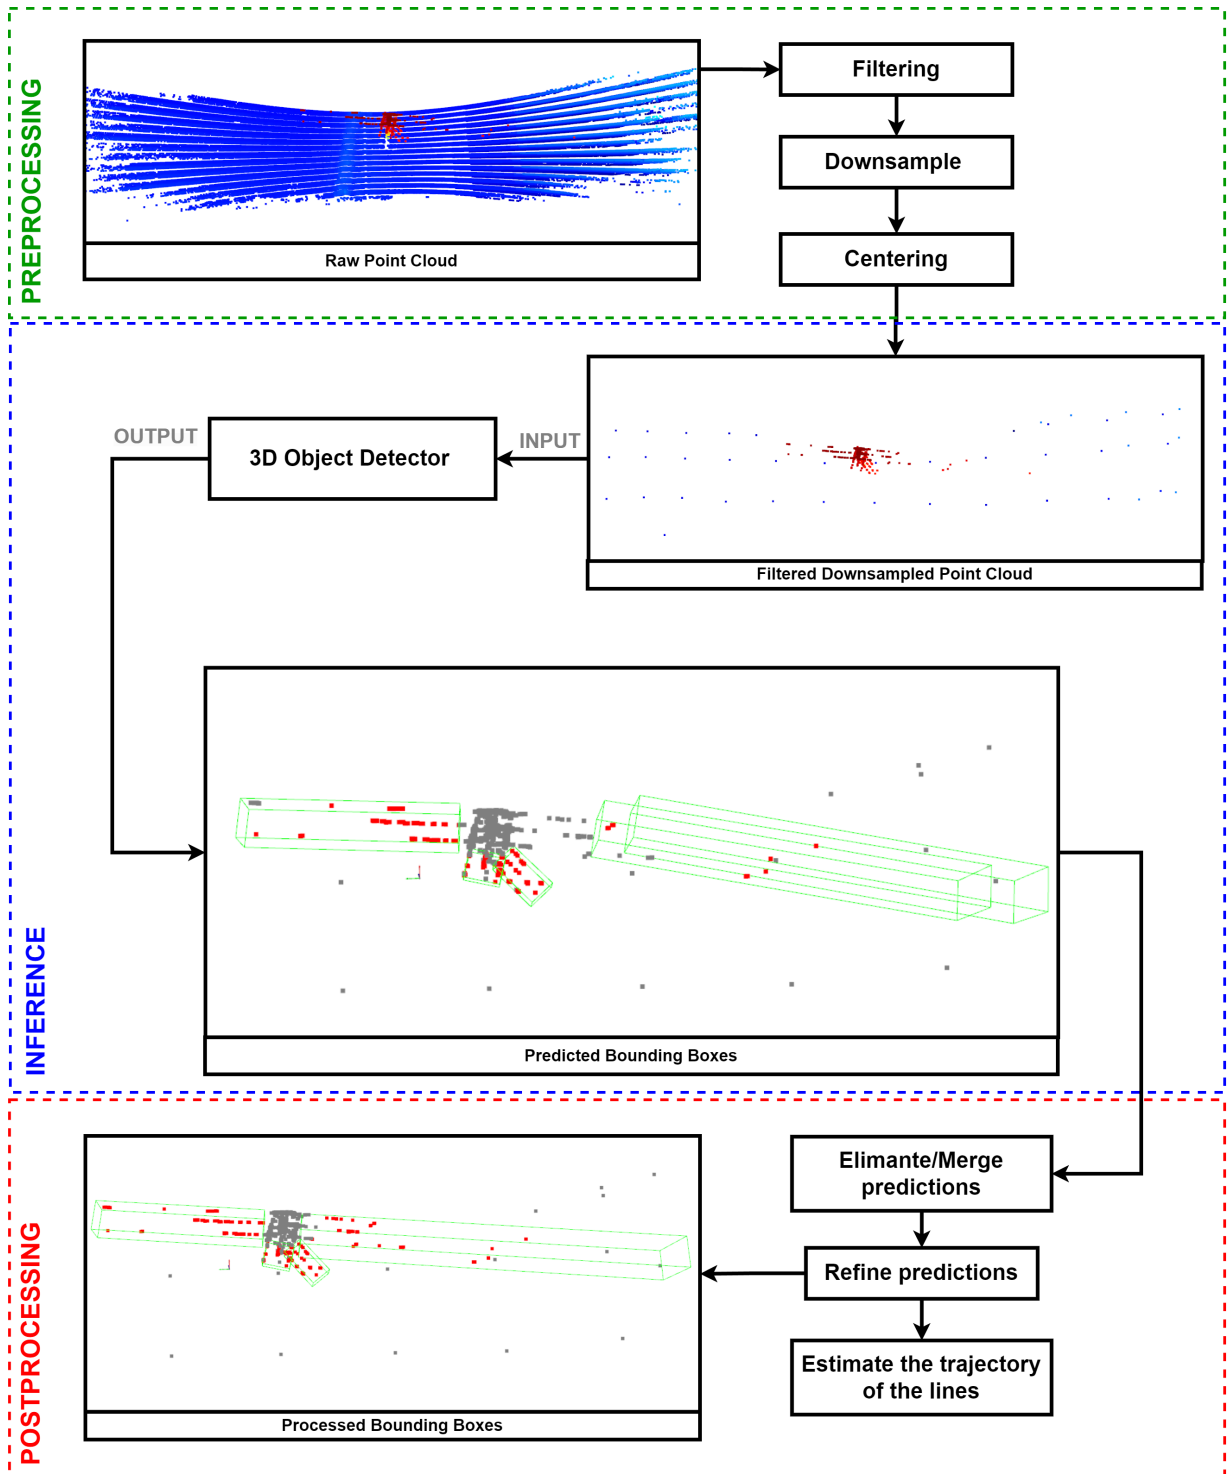 PREPROCESSING
Raw Point Cloud
Filtering
Downsample
Centering
INFERENCE
OUTPUT
3D Object Detector
INPUT
Filtered Downsampled Point Cloud
Predicted Bounding Boxes
POSTPROCESSING
Elimante/Merge
predictions
Refine predictions
Estimate the trajectory
of the lines
Processed Bounding Boxes